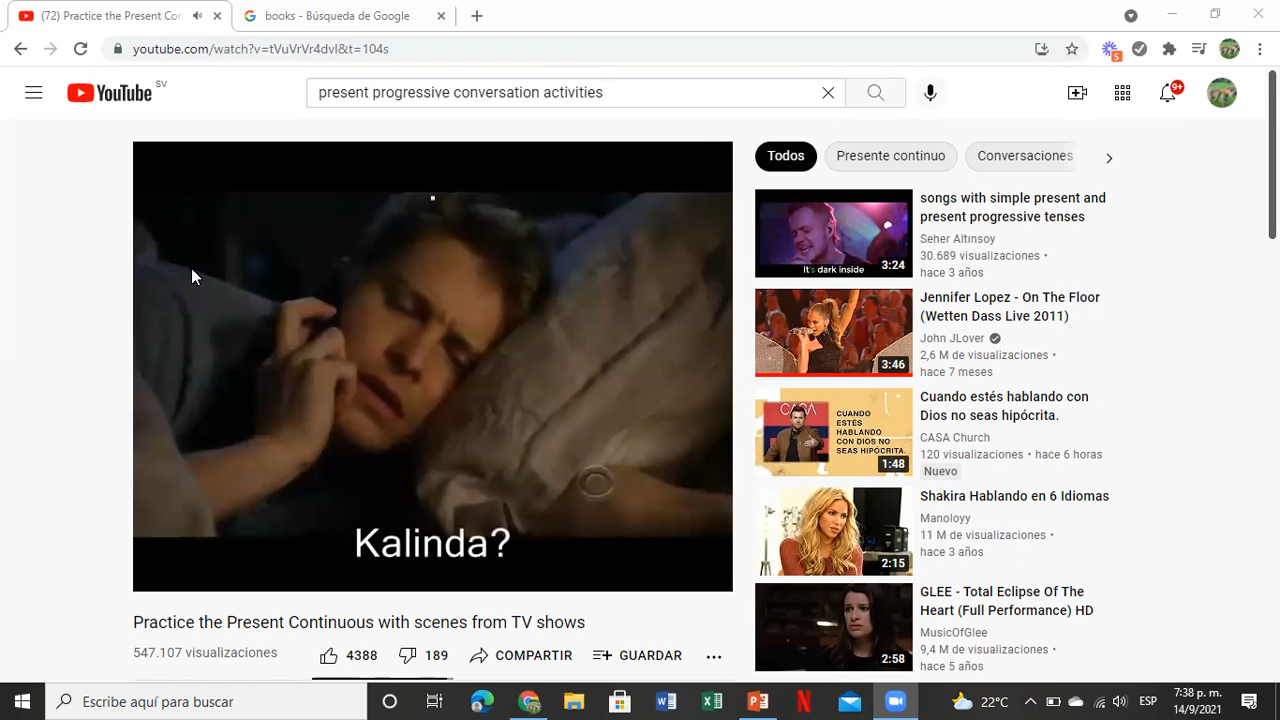 (72) Practice the Present Con
books - Búsqueda de Google
youtube.com/watch?v=tVuVrVr4dvI&t=104s
5
YouTube SV
present progressive conversation activities
9+
Todos
Presente continuo
Conversaciones
Kalinda?
It's dark inside
3:24
songs with simple present and
present progressive tenses
Seher Altınsoy
30.689 visualizaciones •
hace 3 años
3:46
Jennifer Lopez - On The Floor
(Wetten Dass Live 2011)
John JLover
2,6 M de visualizaciones •
hace 7 meses
CASA
CUANDO
ESTÉS
HABLANDO
CON DIOS NO
SEAS HIPÓCRITA.
1:48
Cuando estés hablando con
Dios no seas hipócrita.
CASA Church
120 visualizaciones • hace 6 horas
Nuevo
2:15
Shakira Hablando en 6 Idiomas
Manoloyy
11 M de visualizaciones •
hace 3 años
2:58
GLEE - Total Eclipse Of The
Heart (Full Performance) HD
MusicOfGlee
9,4 M de visualizaciones •
hace 5 años
Practice the Present Continuous with scenes from TV shows
547.107 visualizaciones
4388
189
COMPARTIR
GUARDAR
Escribe aquí para buscar
22°C
ESP
7:38 p. m.
14/9/2021